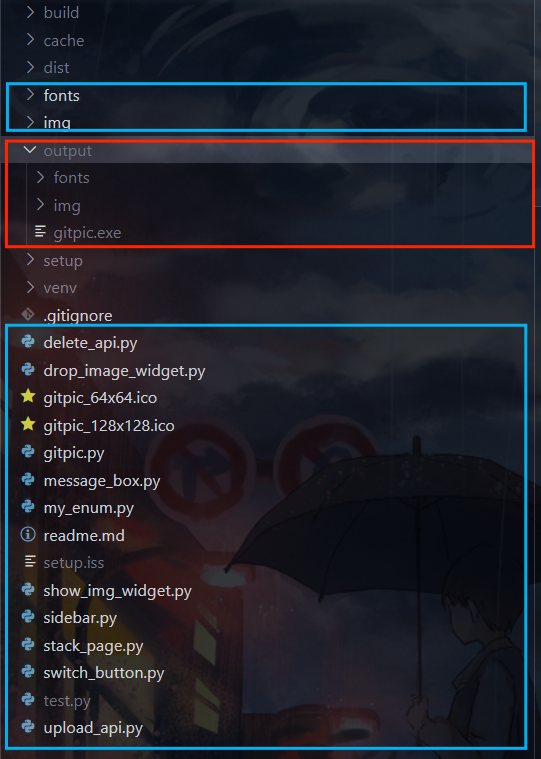 build
cache
dist
fonts
img
output
fonts
img
gitpic.exe
setup
venv
.gitignore
delete_api.py
drop_image_widget.py
gitpic_64x64.ico
gitpic_128x128.ico
gitpic.py
message_box.py
my_enum.py
readme.md
setup.iss
show_img_widget.py
sidebar.py
stack_page.py
switch_button.py
test.py
upload_api.py